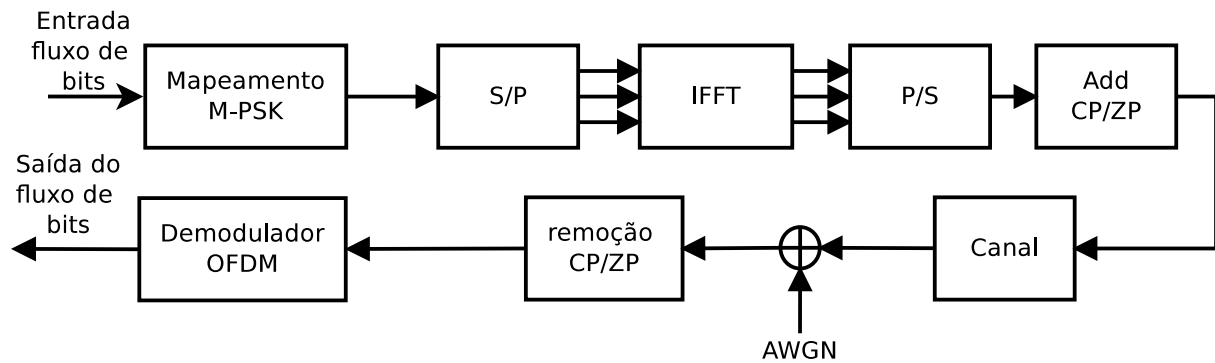 Entrada
fluxo de
bits
Mapeamento
M-PSK
S/P
IFFT
P/S
Add
CP/ZP
Saída do
fluxo de
bits
Demodulador
OFDM
remoção
CP/ZP
Canal
AWGN